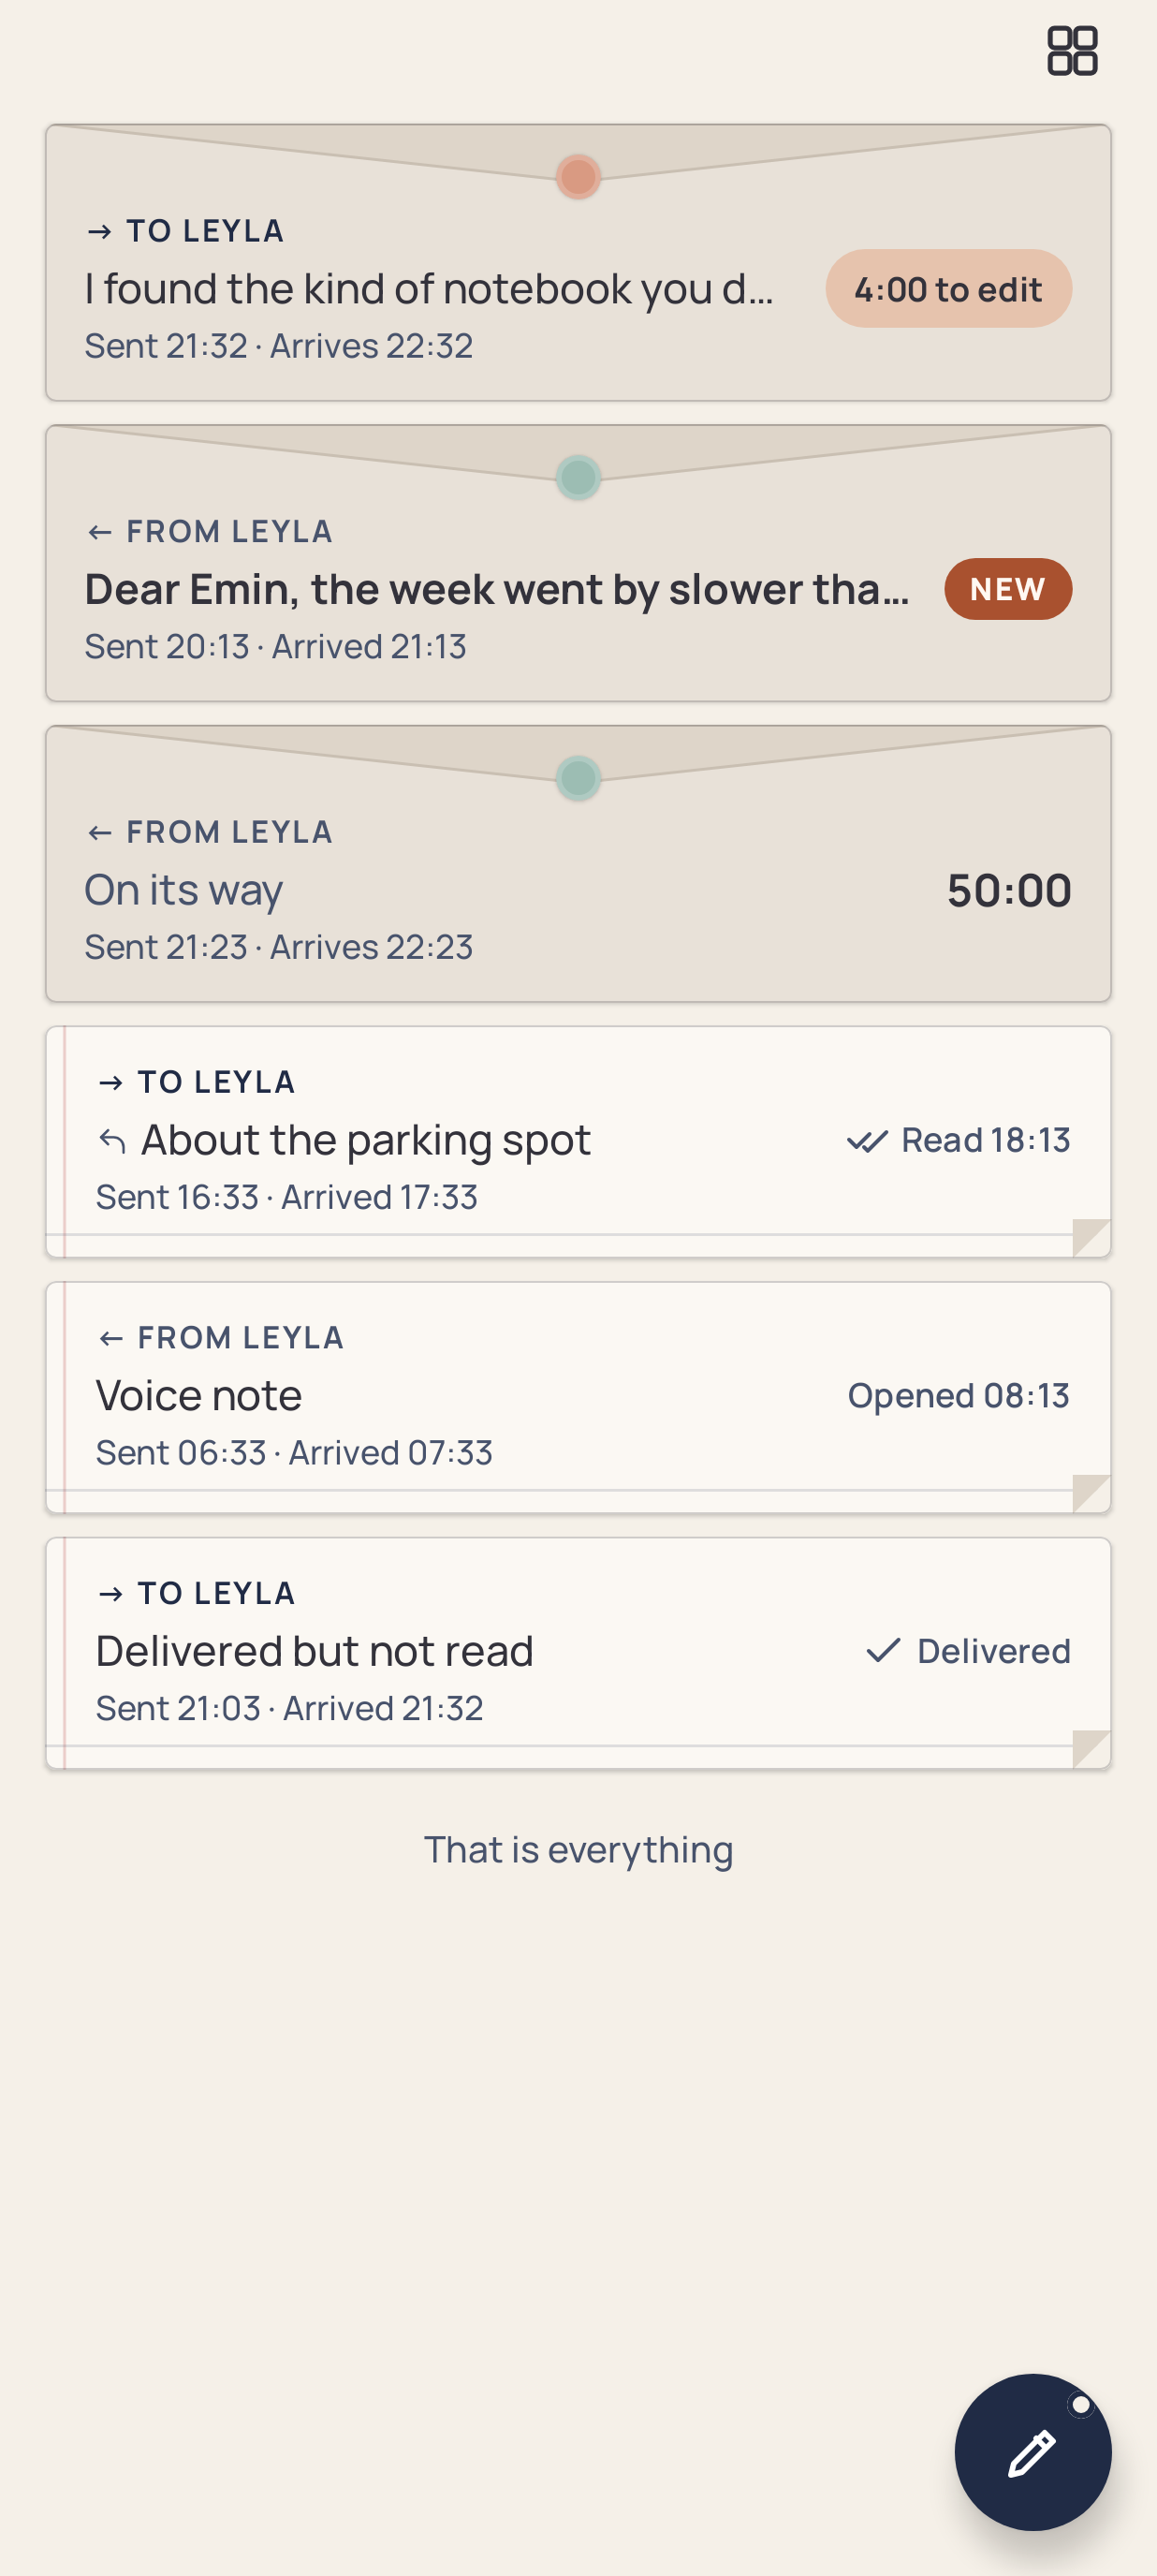 → TO LEYLA
I found the kind of notebook you d...
4:00 to edit
Sent 21:32 · Arrives 22:32
← FROM LEYLA
Dear Emin, the week went by slower tha...
NEW
Sent 20:13 · Arrived 21:13
← FROM LEYLA
On its way
50:00
Sent 21:23 · Arrives 22:23
→ TO LEYLA
About the parking spot
Read 18:13
Sent 16:33 · Arrived 17:33
← FROM LEYLA
Voice note
Opened 08:13
Sent 06:33 · Arrived 07:33
→ TO LEYLA
Delivered but not read
Delivered
Sent 21:03 · Arrived 21:32
That is everything